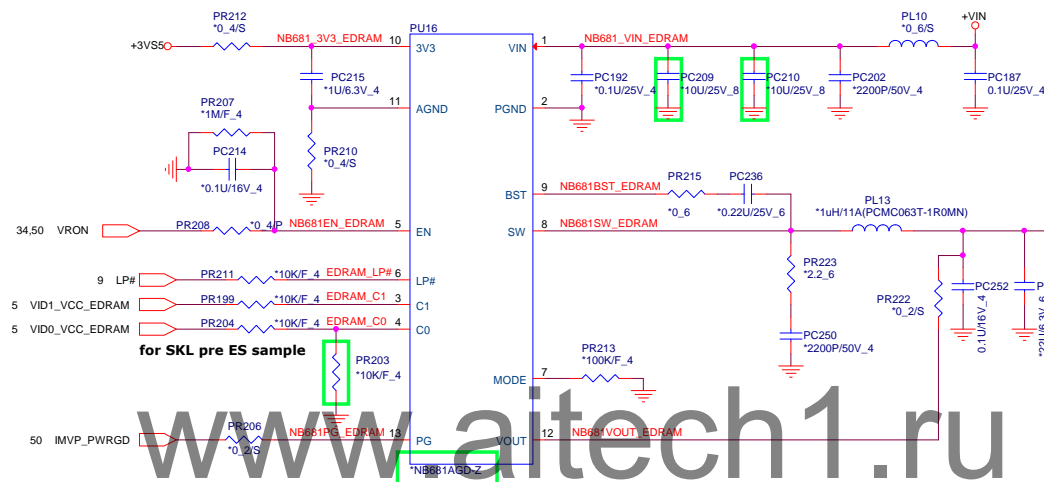 PR212
*0_4/S
+3VS5
NB681_3V3_EDRAM
10
3V3
PU16
VIN
1
NB681_VIN_EDRAM
PL10
*0_6/S
+VIN
PC215
*1U/6.3V_4
PC192
*0.1U/25V_4
PC209
*10U/25V_8
PC210
*10U/25V_8
PC202
*2200P/50V_4
PC187
0.1U/25V_4
11
AGND
PGND
2
PR207
*1M/F_4
PC214
*0.1U/16V_4
PR210
*0_4/S
BST
9
NB681BST_EDRAM
PR215
*0_6
PC236
*0.22U/25V_6
34,50 VRON
PR208
*0_4/P
NB681EN_EDRAM
5
EN
SW
8
NB681SW_EDRAM
PL13
*1uH/11A(PCMC063T-1R0MN)
9 LP#
PR211
*10K/F_4
EDRAM_LP#
6
LP#
PR223
*2.2_6
5 VID1_VCC_EDRAM
PR199
*10K/F_4
EDRAM_C1
3
C1
5 VID0_VCC_EDRAM
PR204
*10K/F_4
EDRAM_C0
4
C0
PR222
*0_2/S
PC252
0.1U/16V_4
P
*22U/6.3V_6
for SKL pre ES sample
PR203
*10K/F_4
PC250
*2200P/50V_4
PR213
*100K/F_4
MODE
7
50 IMVP_PWRGD
PR206
*0_2/S
NB681PG_EDRAM
13
PG
VOUT
12
NB681VOUT_EDRAM
*NB681AGD-Z
www.aitech1.ru